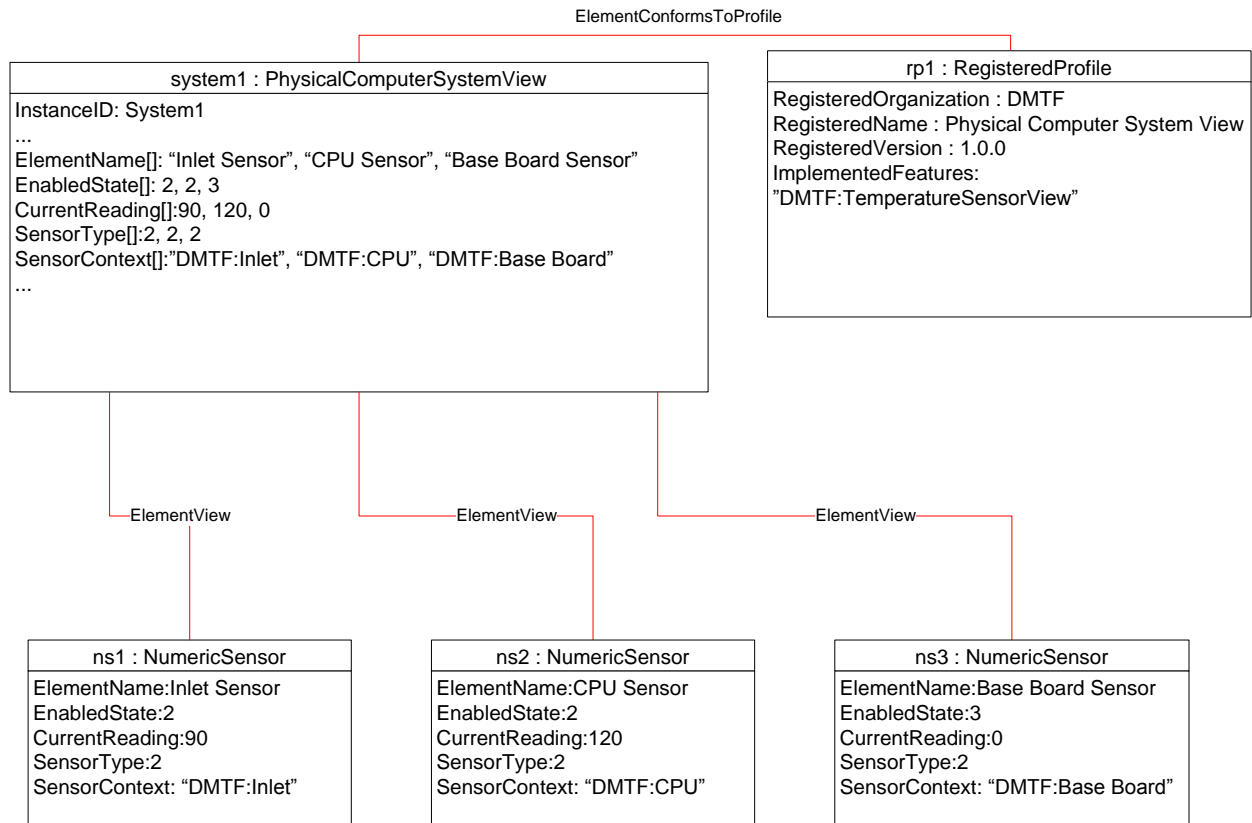 ElementConformsToProfile
system1 : PhysicalComputerSystemView
InstanceID: System1
...
ElementName[]: “Inlet Sensor”, “CPU Sensor”, “Base Board Sensor”
EnabledState[]: 2, 2, 3
CurrentReading[]:90, 120, 0
SensorType[]:2, 2, 2
SensorContext[]:”DMTF:Inlet”, “DMTF:CPU”, “DMTF:Base Board”
...
rp1 : RegisteredProfile
RegisteredOrganization : DMTF
RegisteredName : Physical Computer System View
RegisteredVersion : 1.0.0
ImplementedFeatures:
”DMTF:TemperatureSensorView”
ElementView
ElementView
ElementView
ns1 : NumericSensor
ElementName:Inlet Sensor
EnabledState:2
CurrentReading:90
SensorType:2
SensorContext: “DMTF:Inlet”
ns2 : NumericSensor
ElementName:CPU Sensor
EnabledState:2
CurrentReading:120
SensorType:2
SensorContext: “DMTF:CPU”
ns3 : NumericSensor
ElementName:Base Board Sensor
EnabledState:3
CurrentReading:0
SensorType:2
SensorContext: “DMTF:Base Board”